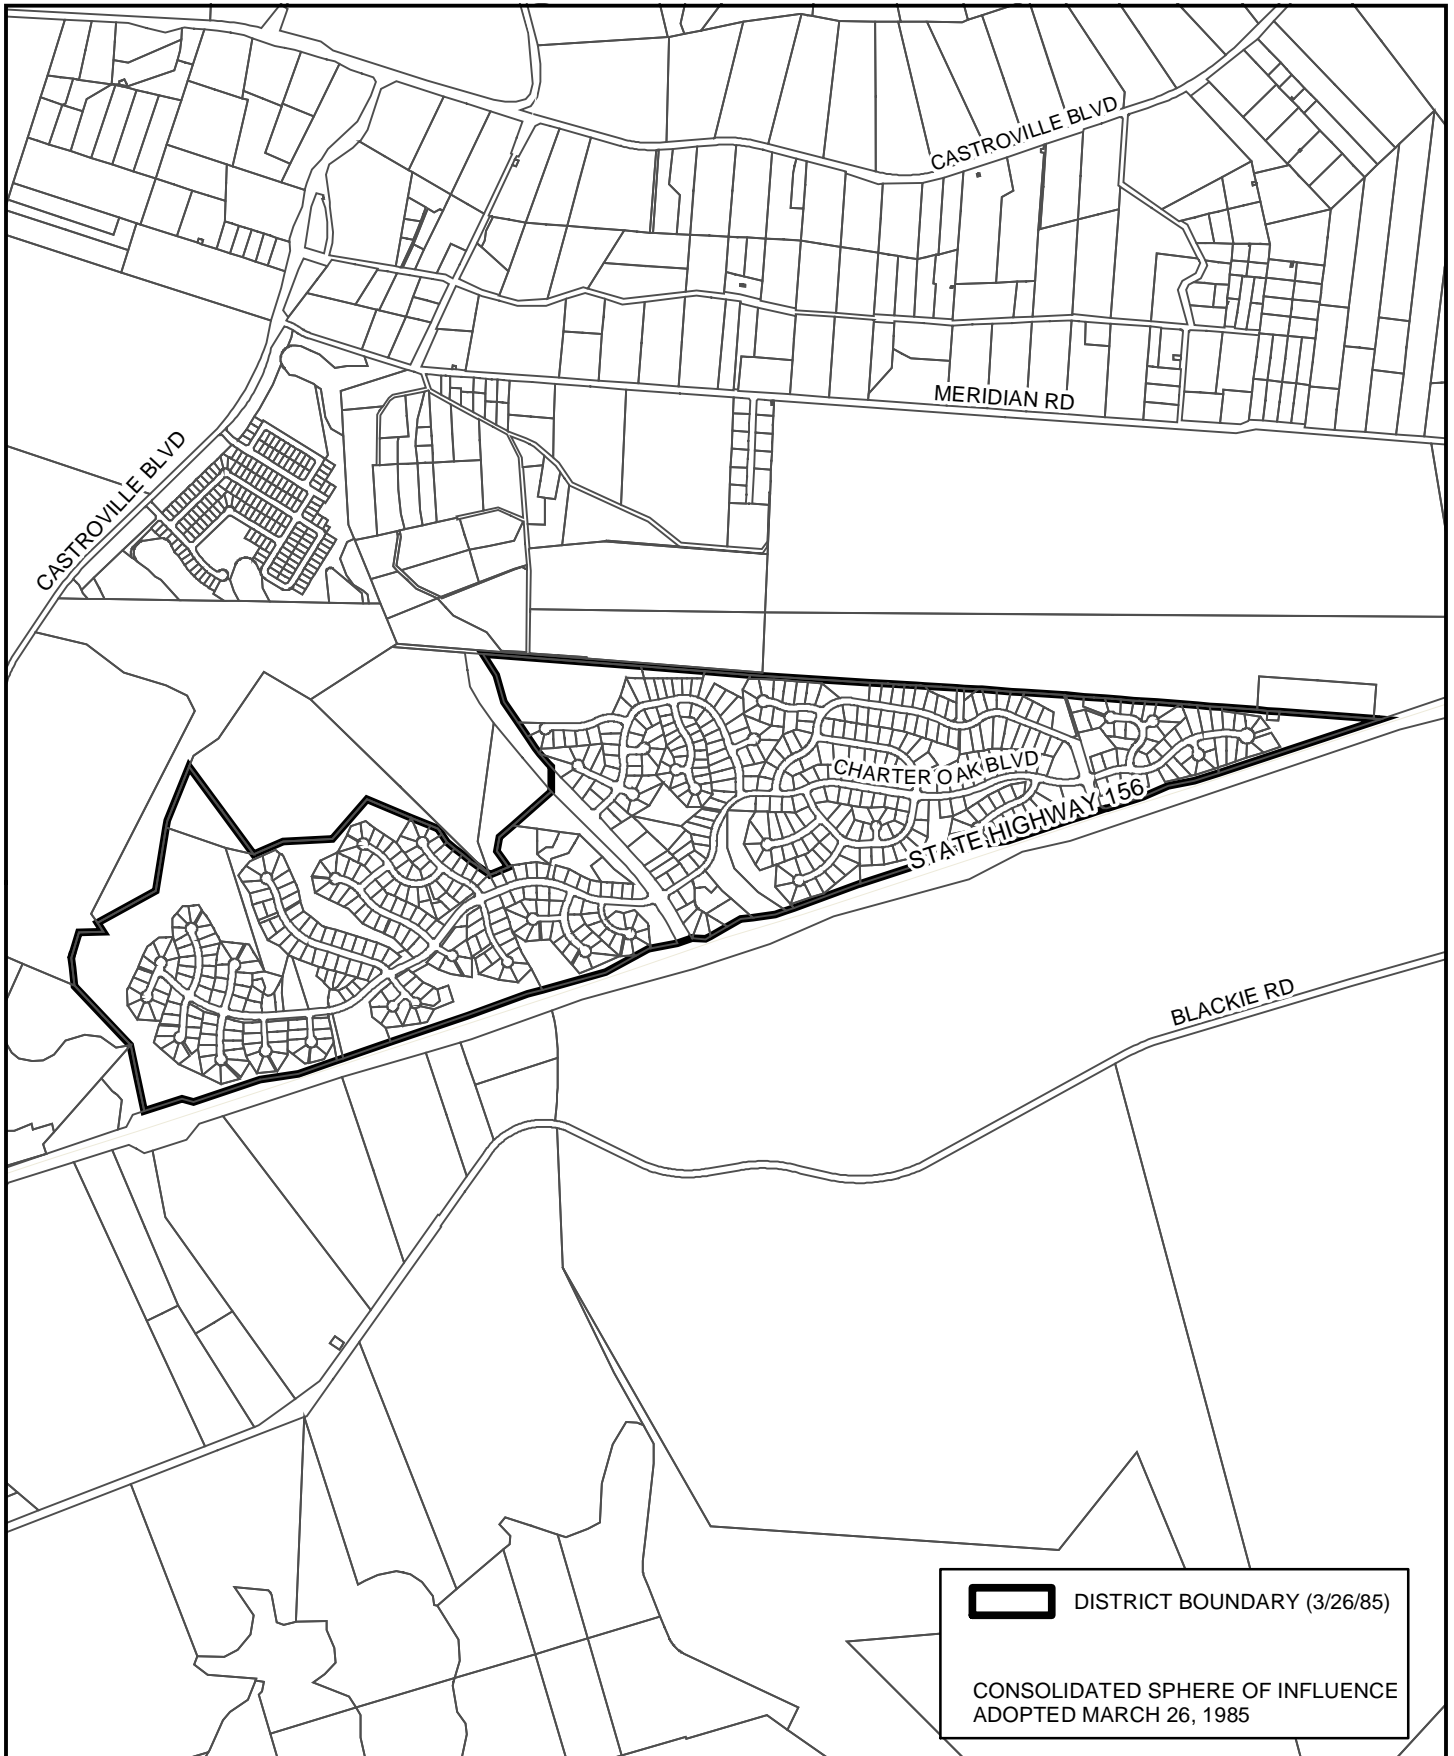 CASTROVILLE BLVD
MERIDIAN RD
CASTROVILLE BLVD
CHARTER OAK BLVD
STATE HIGHWAY 156
BLACKIE RD
DISTRICT BOUNDARY (3/26/85)
CONSOLIDATED SPHERE OF INFLUENCE
ADOPTED MARCH 26, 1985